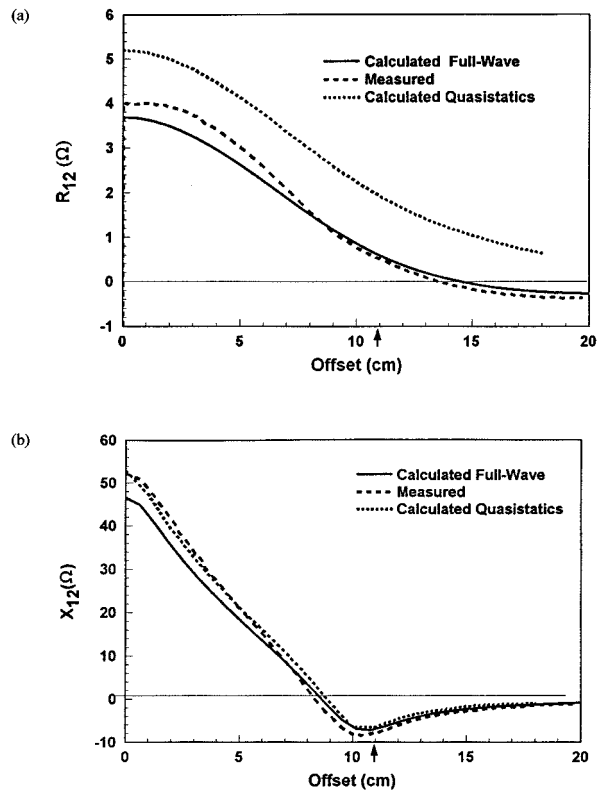 (a)
6
5
4
3
2
1
0
-1
R12 (Ω)
Calculated Full-Wave
Measured
Calculated Quasistatics
0 5 10 15 20
Offset (cm)
(b)
60
50
40
30
20
10
0
-10
X12(Ω)
Calculated Full-Wave
Measured
Calculated Quasistatics
0 5 10 15 20
Offset (cm)